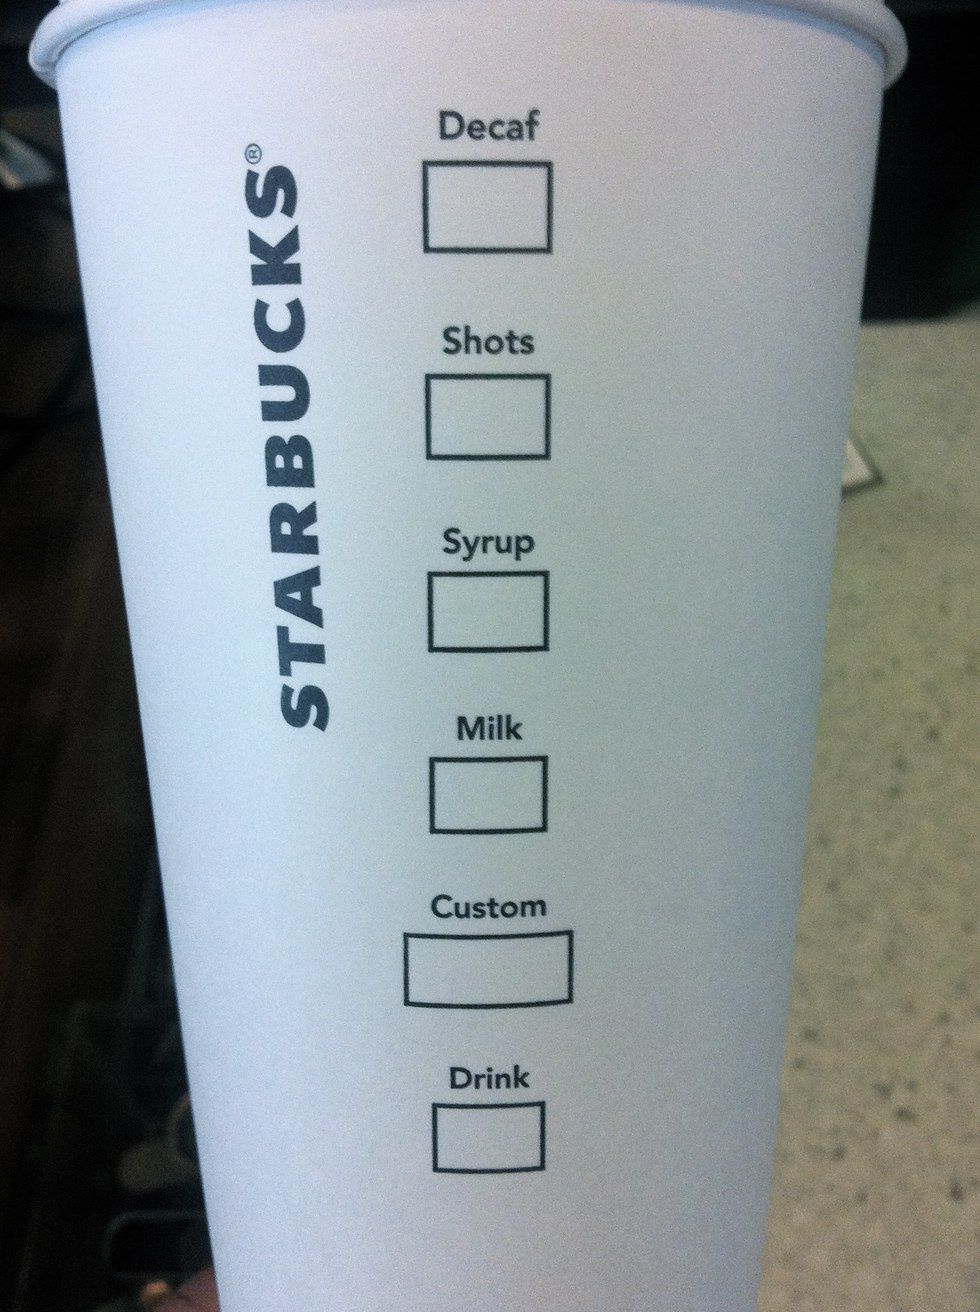 STARBUCKS®
Decaf
Shots
Syrup
Milk
Custom
Drink